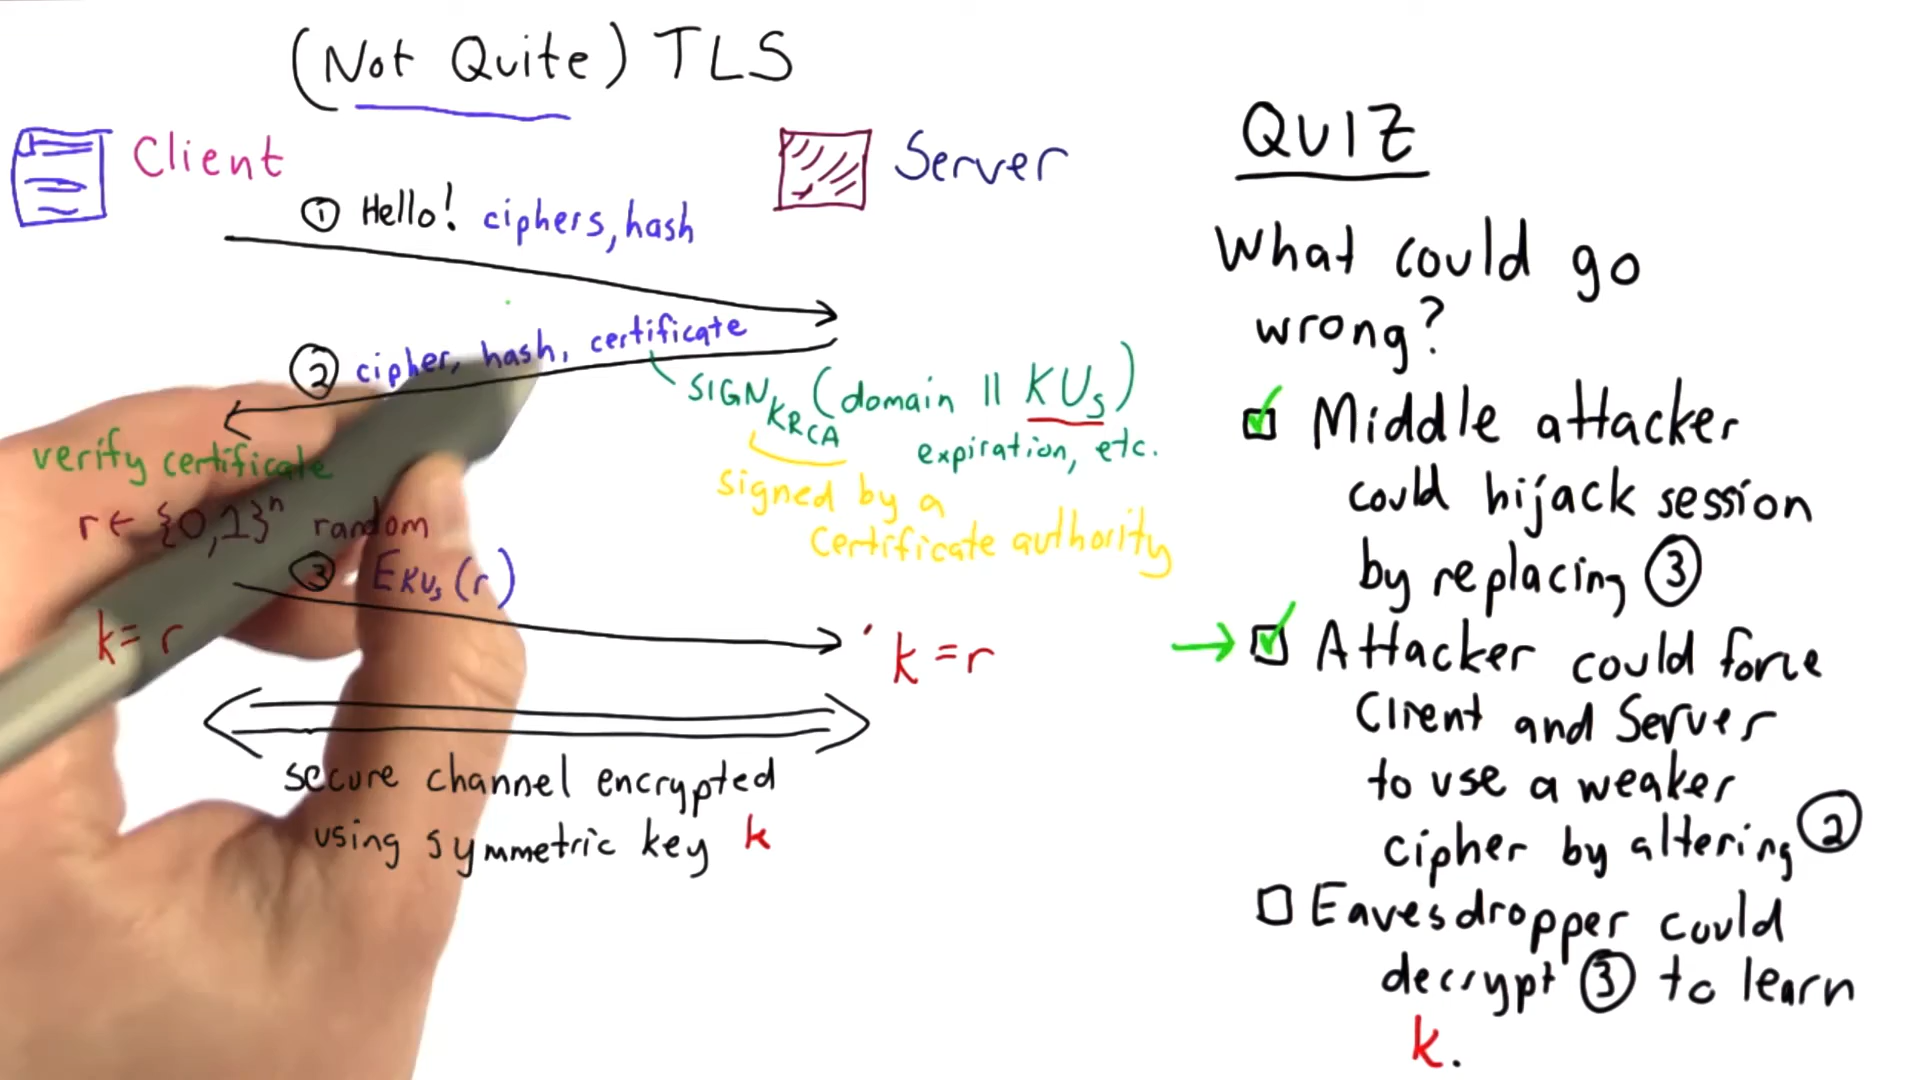 (Not Quite) TLS
Client
Server
① Hello! ciphers, hash
② cipher, hash, certificate
SIGN KRCA (domain || KUs)
expiration, etc.
signed by a
certificate authority
verify certificate
r ← {0,1}ⁿ random
③ EKUs (r)
k = r
k = r
secure channel encrypted
using symmetric key k
QUIZ
What could go
wrong?
Middle attacker
could hijack session
by replacing ③
Attacker could force
Client and Server
to use a weaker
cipher by altering ②
Eavesdropper could
decrypt ③ to learn
k.